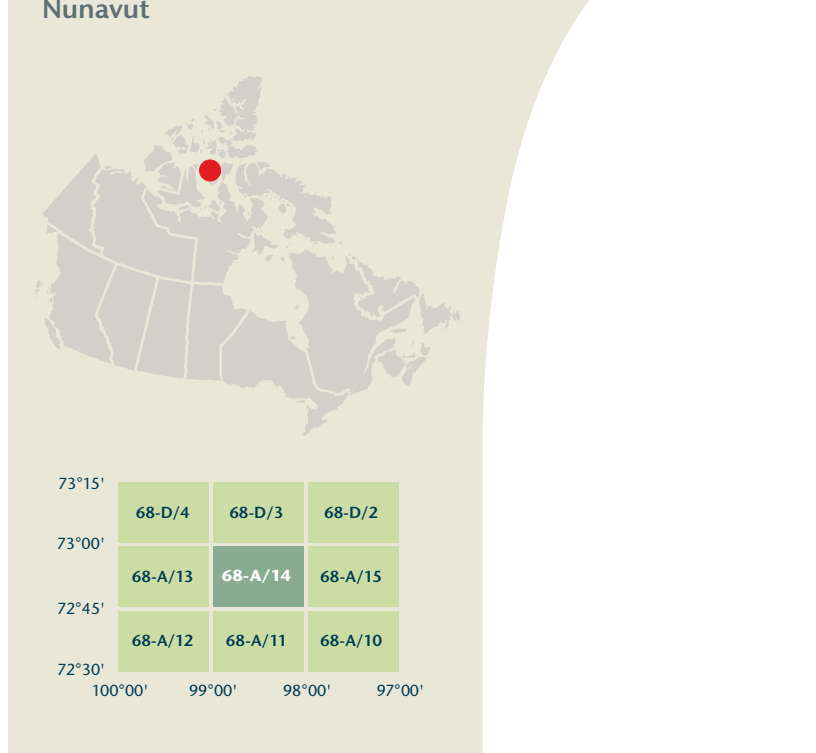 Nunavut
73°15'
68-D/4 68-D/3 68-D/2
73°00'
68-A/13 68-A/14 68-A/15
72°45'
68-A/12 68-A/11 68-A/10
72°30'
100°00' 99°00' 98°00' 97°00'